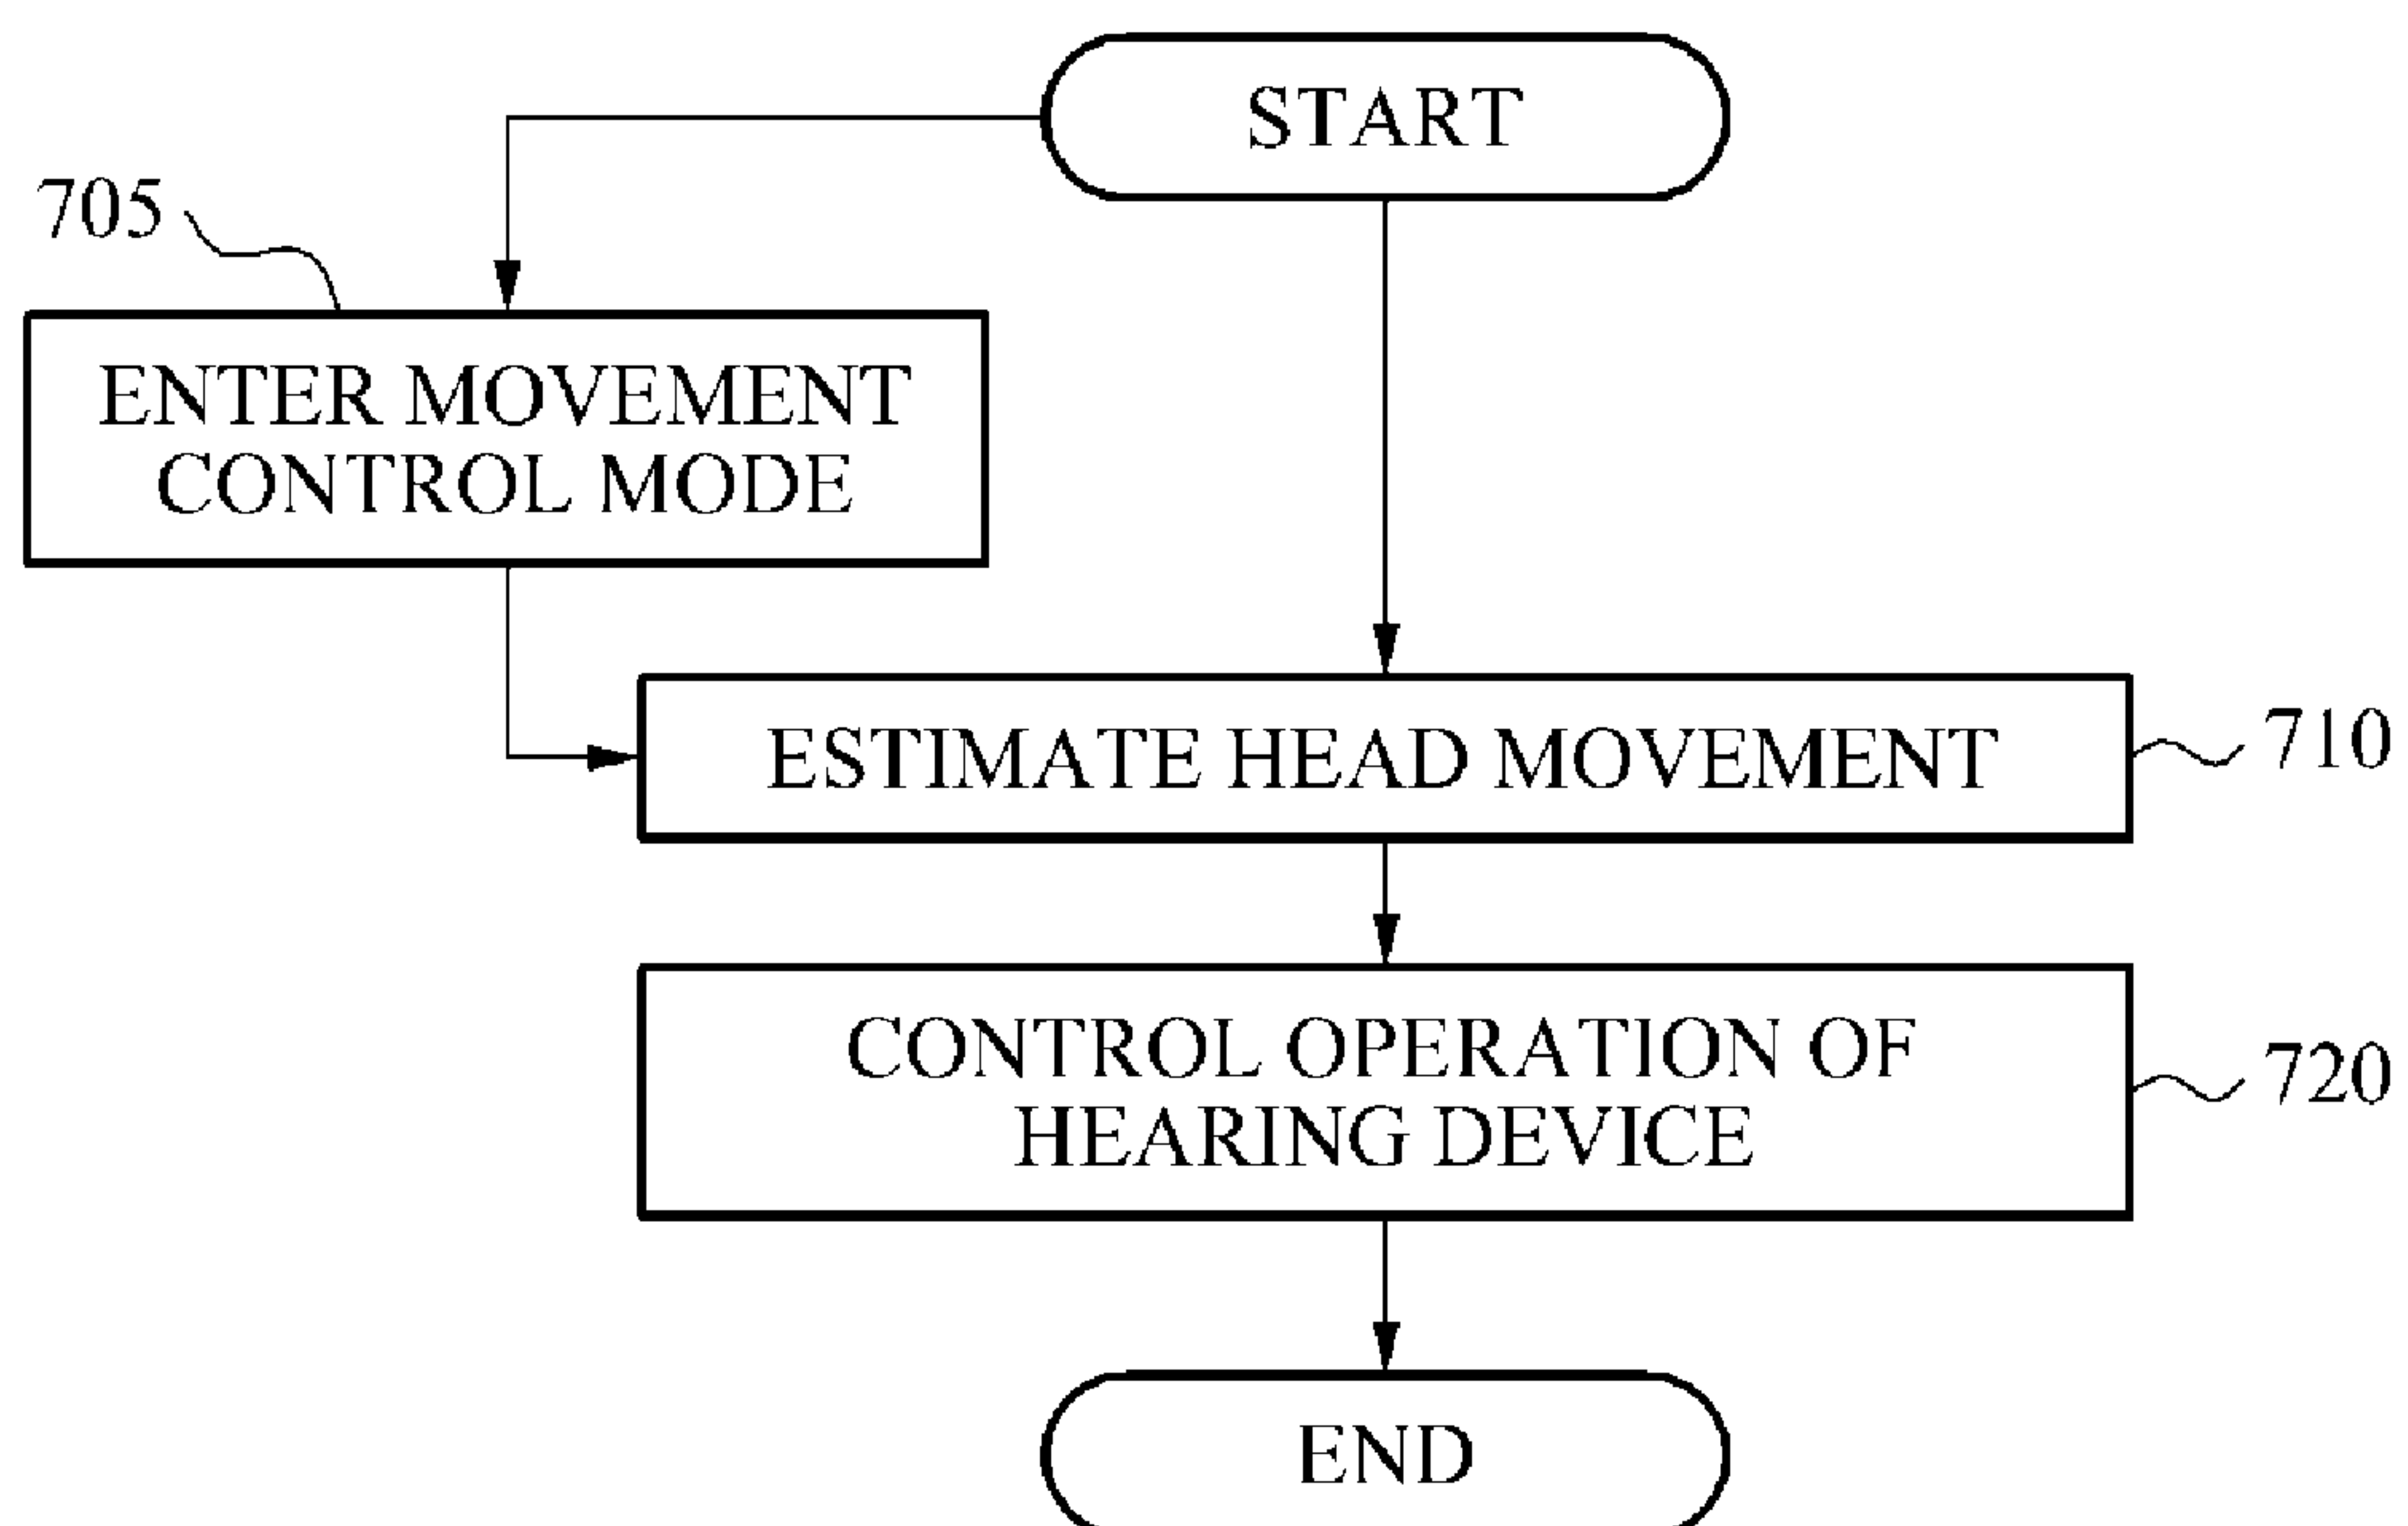 START
705
ENTER MOVEMENT
CONTROL MODE
ESTIMATE HEAD MOVEMENT
710
CONTROL OPERATION OF
HEARING DEVICE
720
END